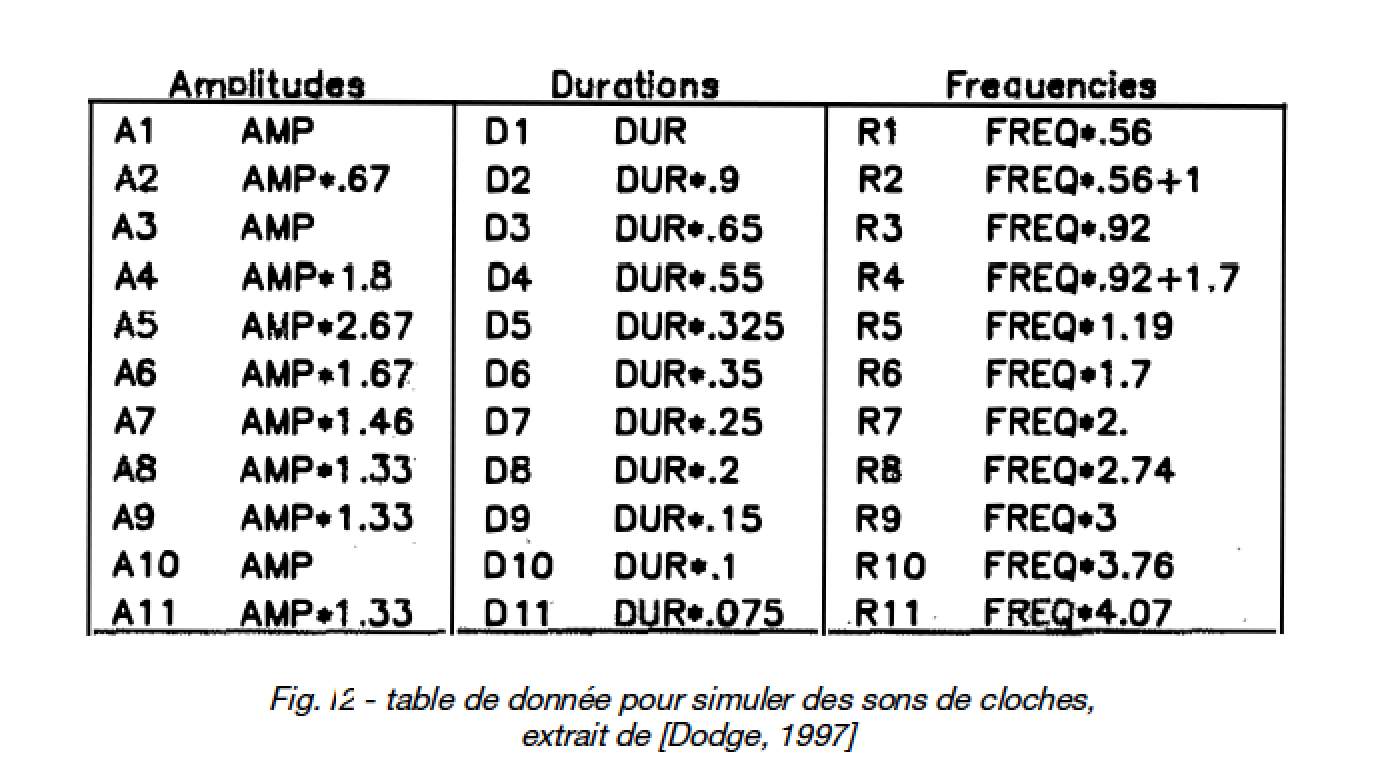 Amplitudes Durations Frequencies
A1 AMP D1 DUR R1 FREQ*.56
A2 AMP*.67 D2 DUR*.9 R2 FREQ*.56+1
A3 AMP D3 DUR*.65 R3 FREQ*.92
A4 AMP*1.8 D4 DUR*.55 R4 FREQ*.92+1.7
A5 AMP*2.67 D5 DUR*.325 R5 FREQ*1.19
A6 AMP*1.67 D6 DUR*.35 R6 FREQ*1.7
A7 AMP*1.46 D7 DUR*.25 R7 FREQ*2.
A8 AMP*1.33 D8 DUR*.2 R8 FREQ*2.74
A9 AMP*1.33 D9 DUR*.15 R9 FREQ*3
A10 AMP D10 DUR*.1 R10 FREQ*3.76
A11 AMP*1.33 D11 DUR*.075 R11 FREQ*4.07
Fig. 12 - table de donnée pour simuler des sons de cloches,
extrait de [Dodge, 1997]